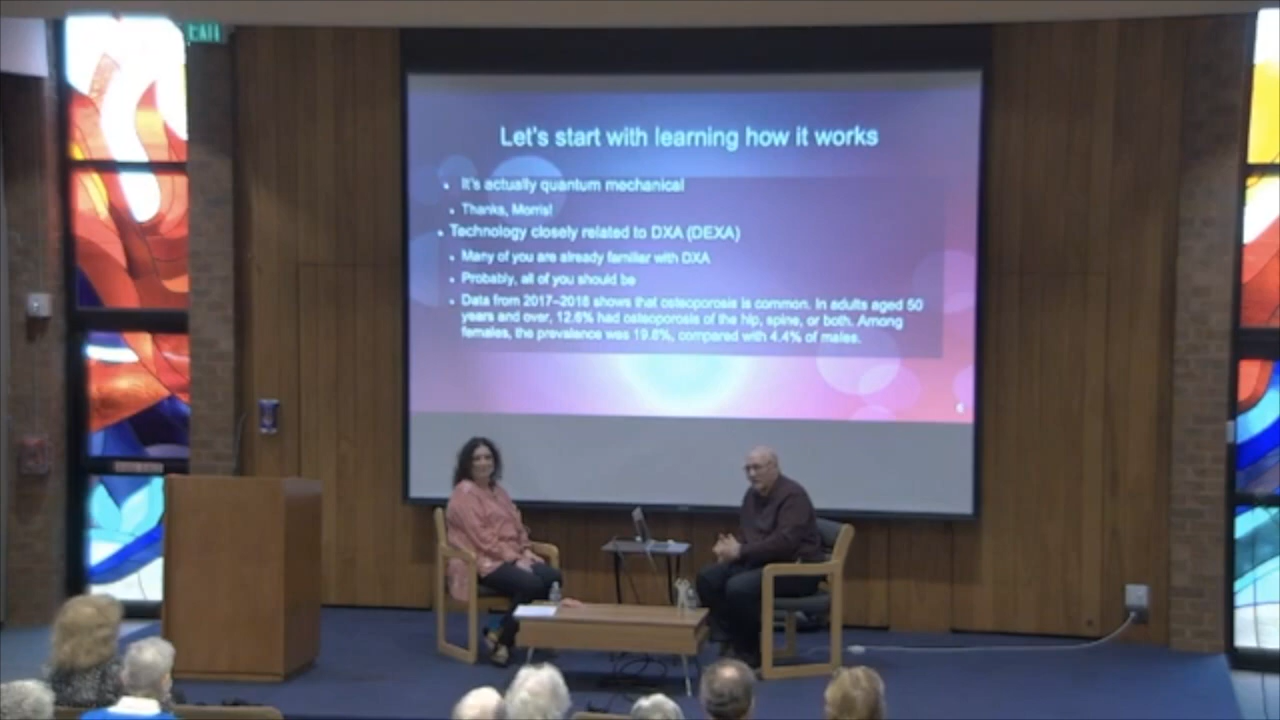 EXIT
Let's start with learning how it works
It's actually quantum mechanical
Thanks, Morris!
Technology closely related to DXA (DEXA)
Many of you are already familiar with DXA
Probably, all of you should be
Data from 2017–2018 shows that osteoporosis is common. In adults aged 50
years and over, 12.6% had osteoporosis of the hip, spine, or both. Among
females, the prevalence was 19.6%, compared with 4.4% of males.
6